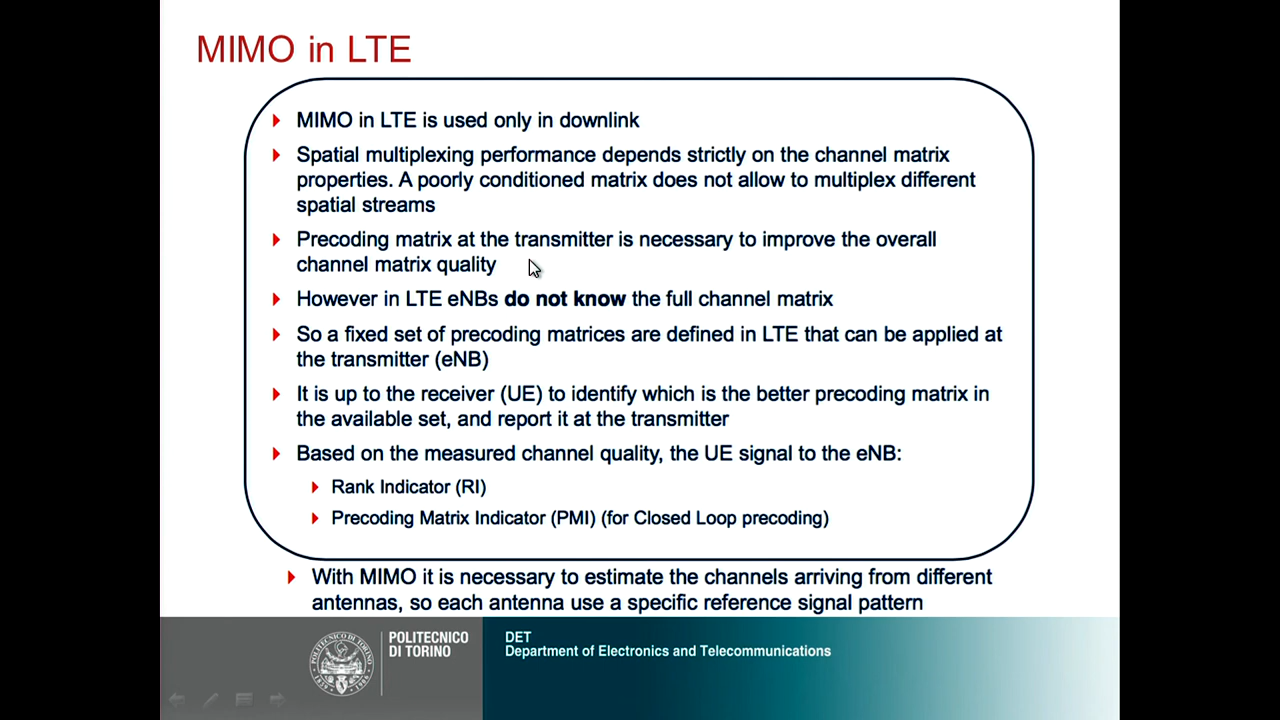 MIMO in LTE
MIMO in LTE is used only in downlink
Spatial multiplexing performance depends strictly on the channel matrix
properties. A poorly conditioned matrix does not allow to multiplex different
spatial streams
Precoding matrix at the transmitter is necessary to improve the overall
channel matrix quality
However in LTE eNBs do not know the full channel matrix
So a fixed set of precoding matrices are defined in LTE that can be applied at
the transmitter (eNB)
It is up to the receiver (UE) to identify which is the better precoding matrix in
the available set, and report it at the transmitter
Based on the measured channel quality, the UE signal to the eNB:
Rank Indicator (RI)
Precoding Matrix Indicator (PMI) (for Closed Loop precoding)
With MIMO it is necessary to estimate the channels arriving from different
antennas, so each antenna use a specific reference signal pattern
POLITECNICO
DI TORINO
DET
Department of Electronics and Telecommunications